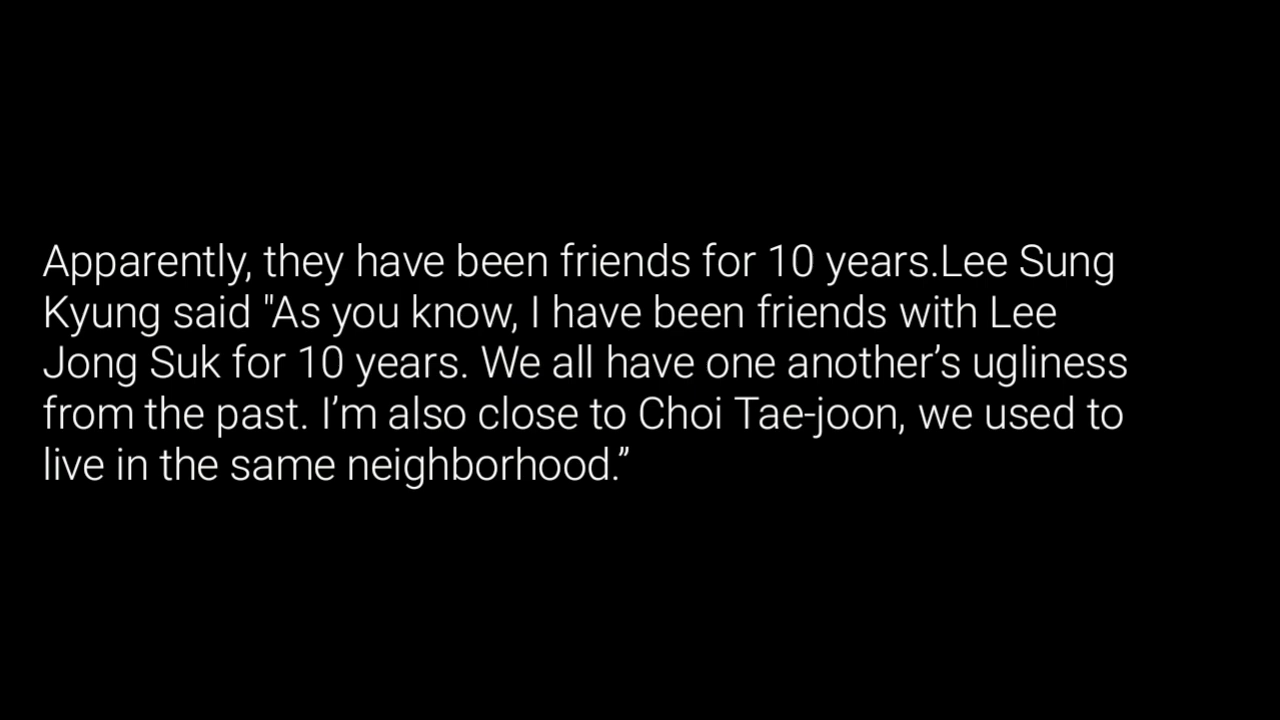 Apparently, they have been friends for 10 years.Lee Sung
Kyung said "As you know, I have been friends with Lee
Jong Suk for 10 years. We all have one another’s ugliness
from the past. I’m also close to Choi Tae-joon, we used to
live in the same neighborhood.”